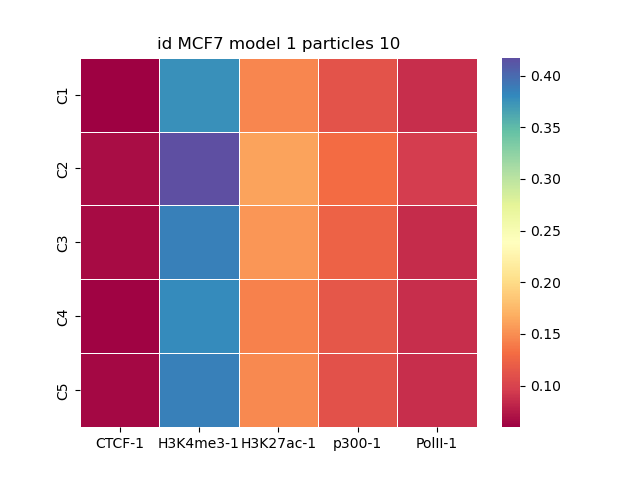 id MCF7 model 1 particles 10
C1
C2
C3
C4
C5
CTCF-1 H3K4me3-1 H3K27ac-1 p300-1 PolII-1
0.40
0.35
0.30
0.25
0.20
0.15
0.10